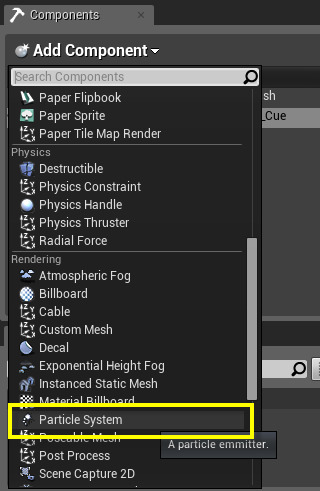 Components
Add Component
Search Components
sh
_Cue
Paper Flipbook
Paper Sprite
Paper Tile Map Render
Physics
Destructible
Physics Constraint
Physics Handle
Physics Thruster
Radial Force
Rendering
Atmospheric Fog
Billboard
Cable
Custom Mesh
Decal
Exponential Height Fog
Instanced Static Mesh
Material Billboard
Particle System
Poseable Mesh
A particle emmitter.
Post Process
Scene Capture 2D